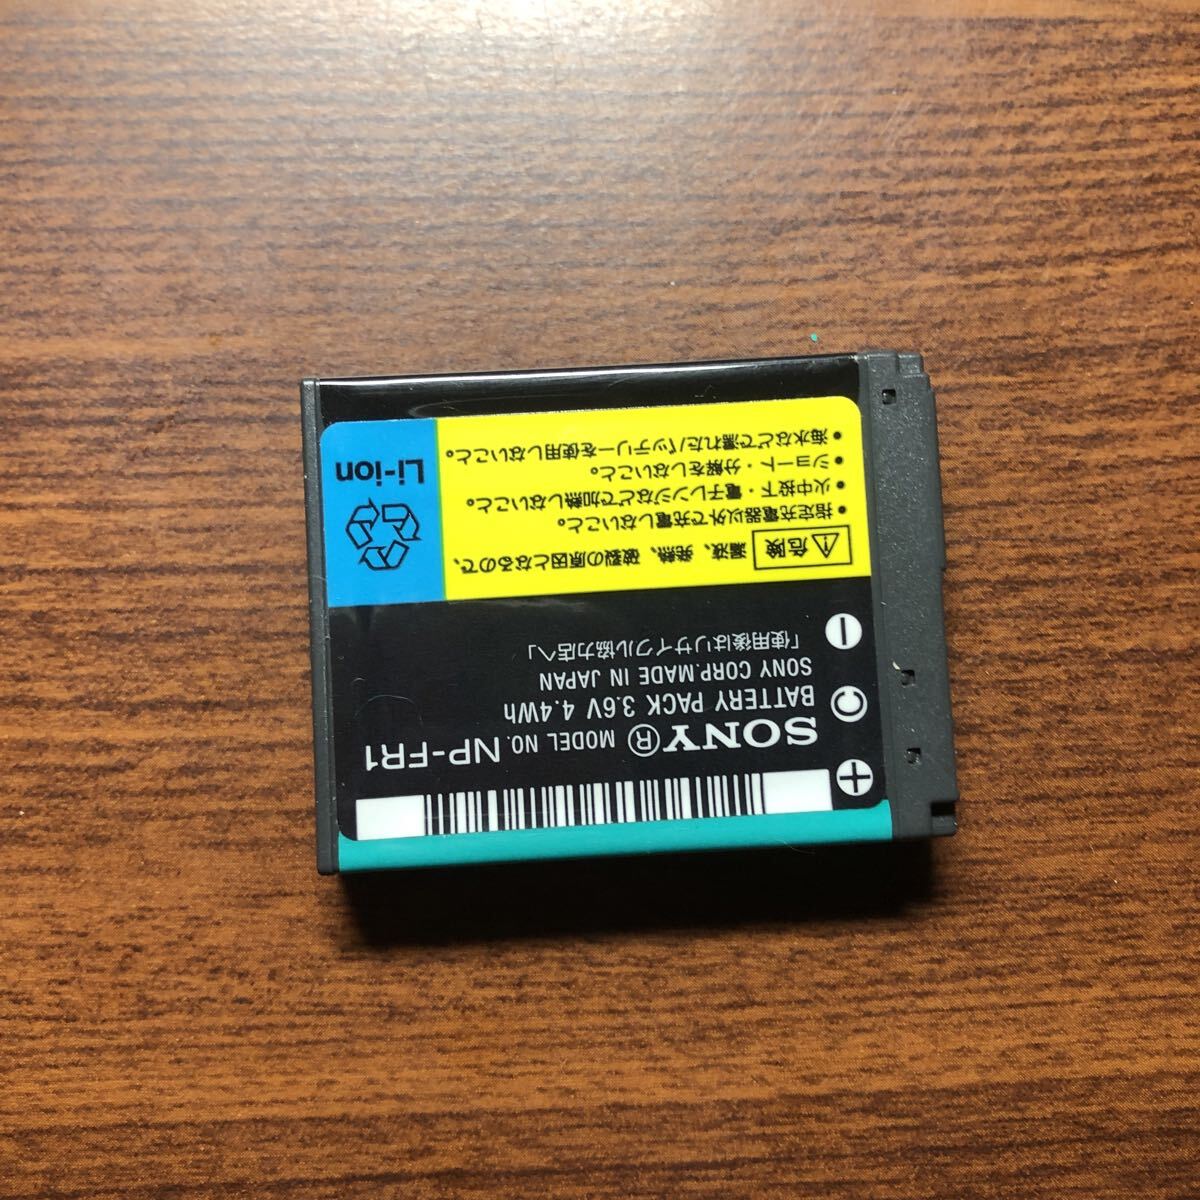 +
SONY® MODEL NO. NP-FR1
C
BATTERY PACK 3.6V 4.4Wh
SONY CORP. MADE IN JAPAN
「使用後はリサイクル協力店へ」
−
危険 漏液、発熱、破裂の原因となるので、
• 指定充電器以外で充電しないこと。
• 火中投下・電子レンジなどで加熱しないこと。
• ショート・分解をしないこと。
• 海水などで濡れたバッテリーを使用しないこと。
Li-ion